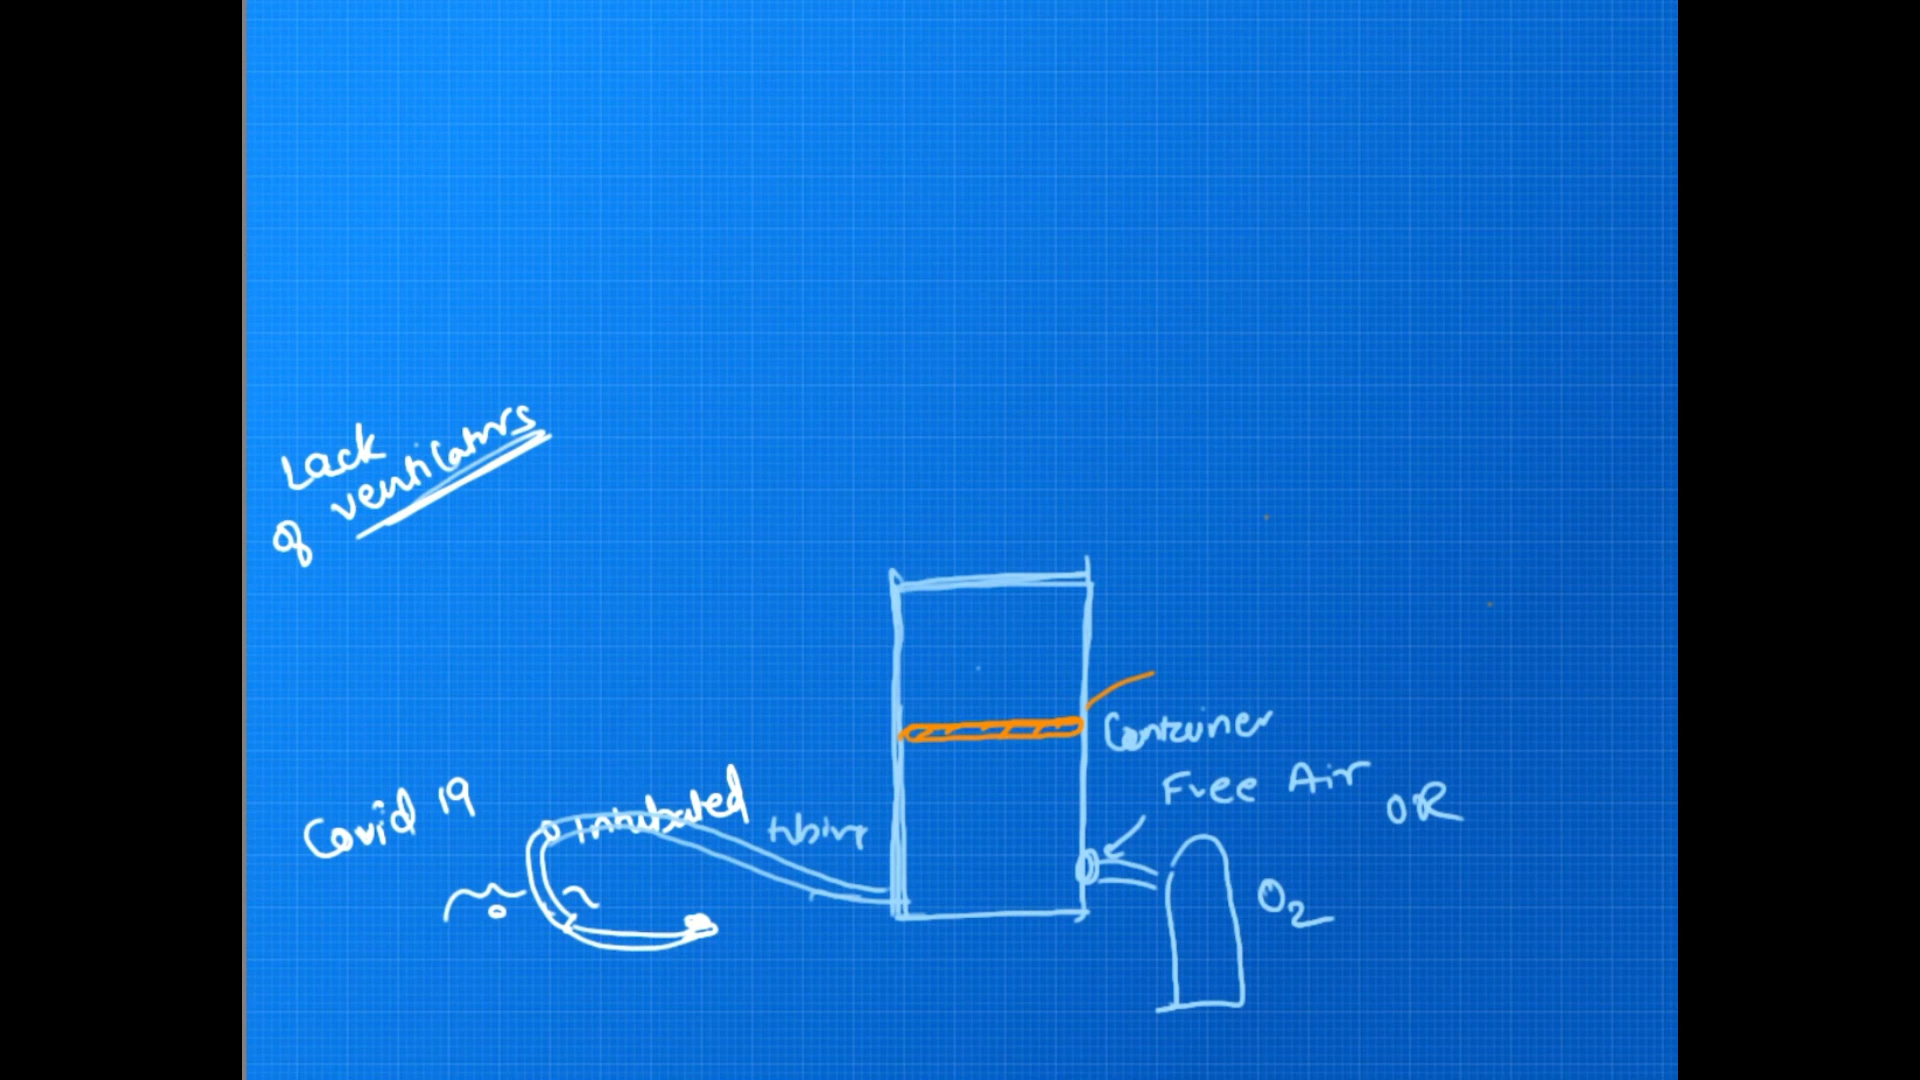 Lack
of ventilators
Covid 19
Intubated
tubing
Container
Free Air OR
O2